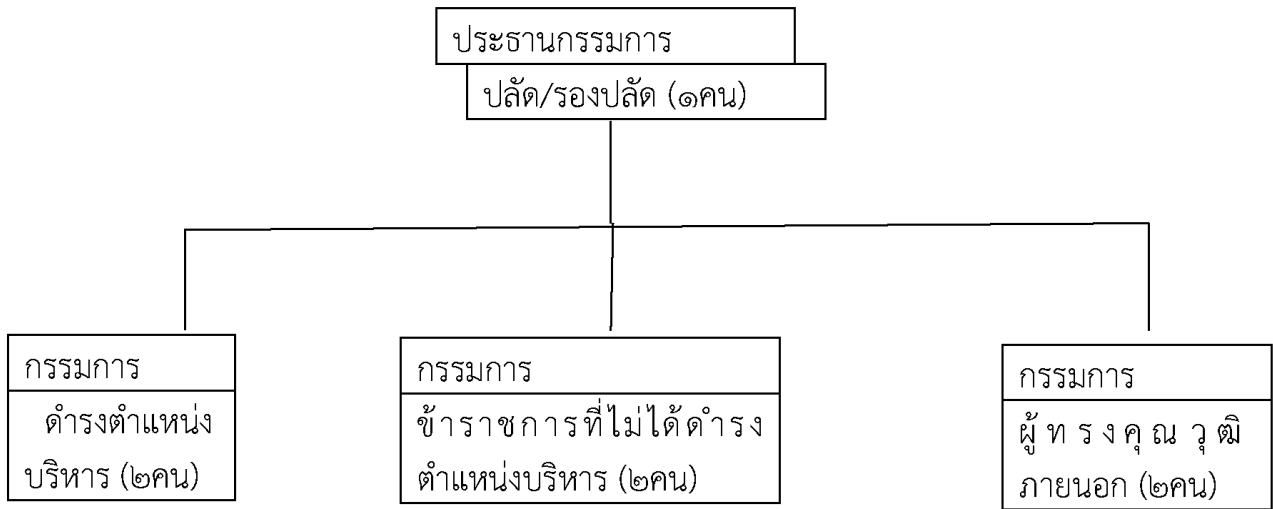 ประธานกรรมการ
ปลัด/รองปลัด (๑คน)
กรรมการ
ดำรงตำแหน่ง
บริหาร (๒คน)
กรรมการ
ข้าราชการที่ไม่ได้ดำรง
ตำแหน่งบริหาร (๒คน)
กรรมการ
ผู้ทรงคุณวุฒิ
ภายนอก (๒คน)